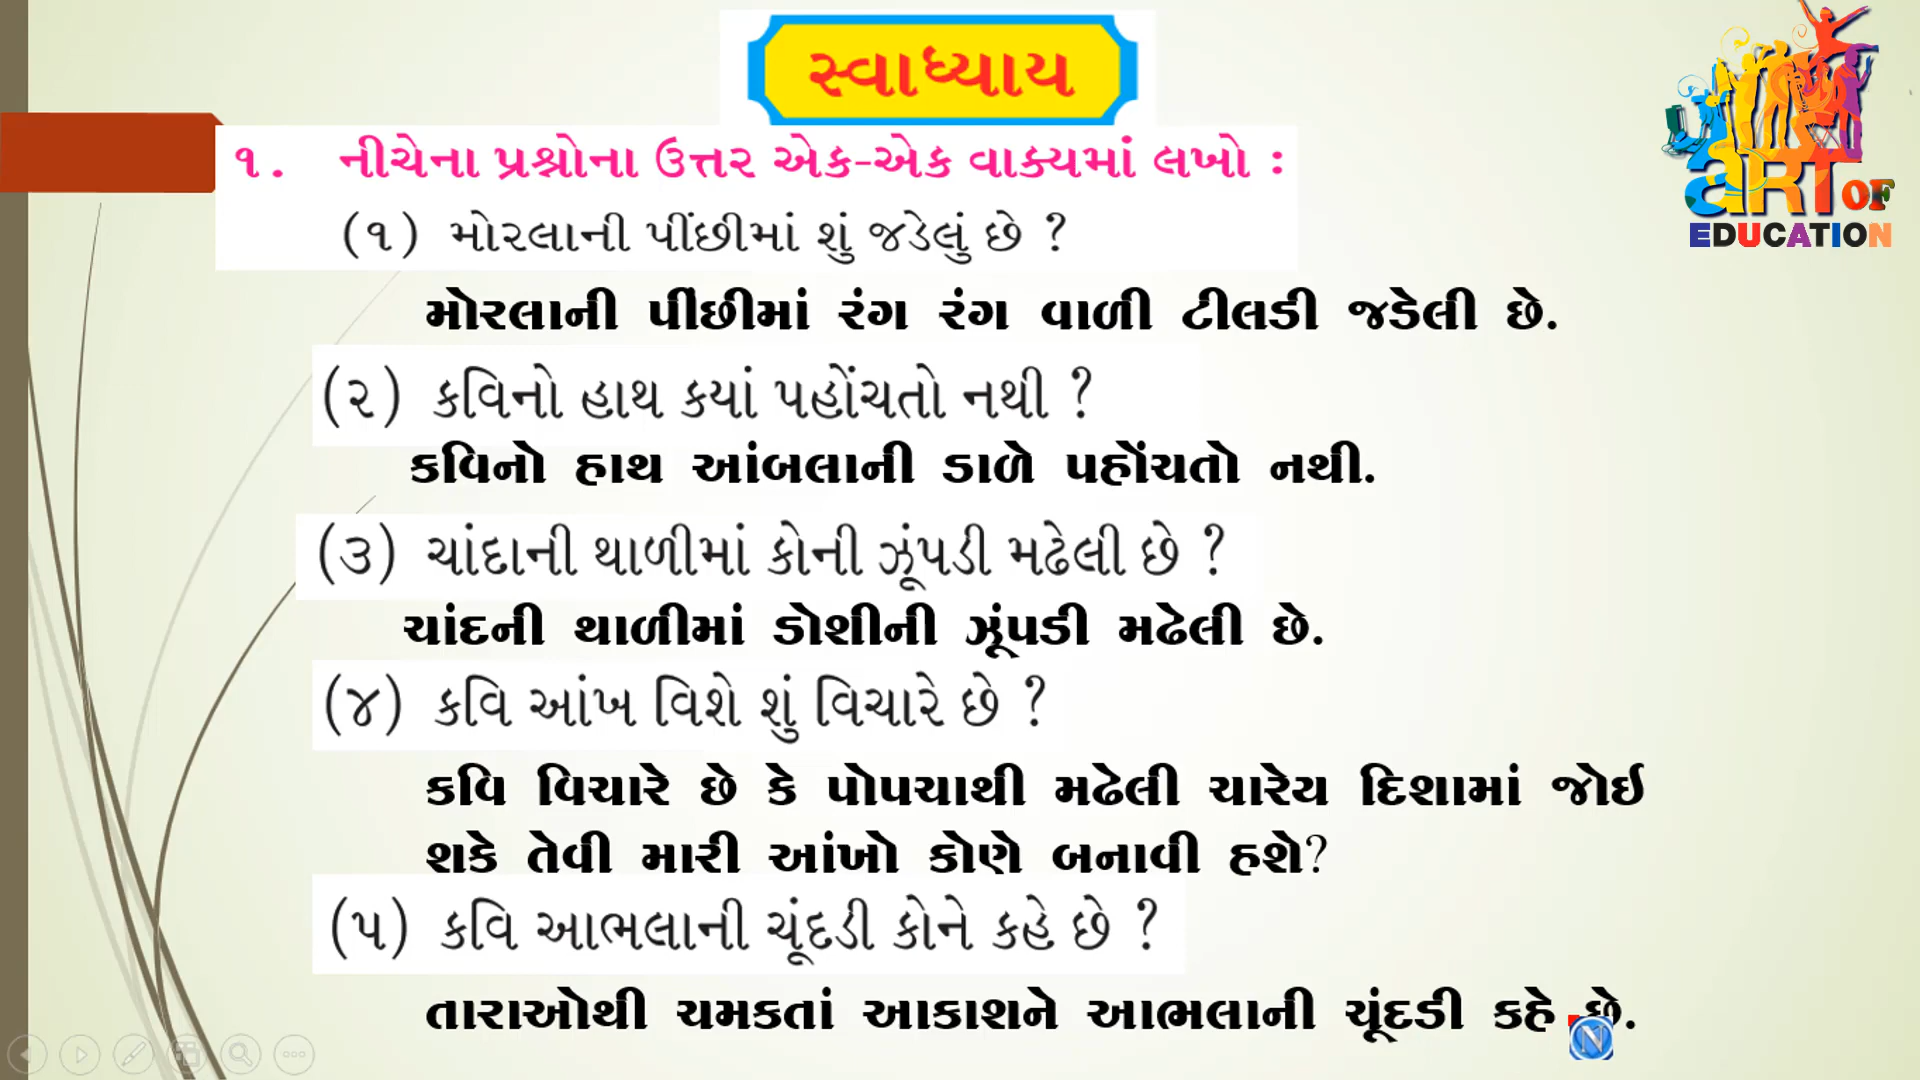 સ્વાધ્યાય
૧. નીચેના પ્રશ્નોના ઉત્તર એક-એક વાક્યમાં લખો :
(૧) મોરલાની પીંછીમાં શું જડેલું છે ?
મોરલાની પીંછીમાં રંગ રંગ વાળી ટીલડી જડેલી છે.
(૨) કવિનો હાથ કયાં પહોંચતો નથી ?
કવિનો હાથ આંબલાની ડાળે પહોંચતો નથી.
(૩) ચાંદાની થાળીમાં કોની ઝૂંપડી મઢેલી છે ?
ચાંદની થાળીમાં ડોશીની ઝૂંપડી મઢેલી છે.
(૪) કવિ આંખ વિશે શું વિચારે છે ?
કવિ વિચારે છે કે પોપચાથી મઢેલી ચારેય દિશામાં જોઈ
શકે તેવી મારી આંખો કોણે બનાવી હશે?
(૫) કવિ આભલાની ચૂંદડી કોને કહે છે ?
તારાઓથી ચમકતાં આકાશને આભલાની ચૂંદડી કહે છે.
aRT OF
EDUCATION
N